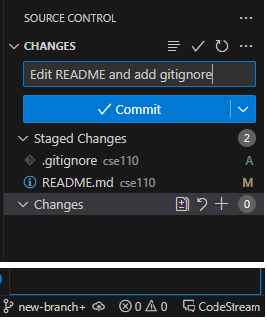 SOURCE CONTROL
CHANGES
Edit README and add gitignore
Commit
Staged Changes 2
.gitignore cse110 A
README.md cse110 M
Changes 0
new-branch+ 0 0 CodeStream